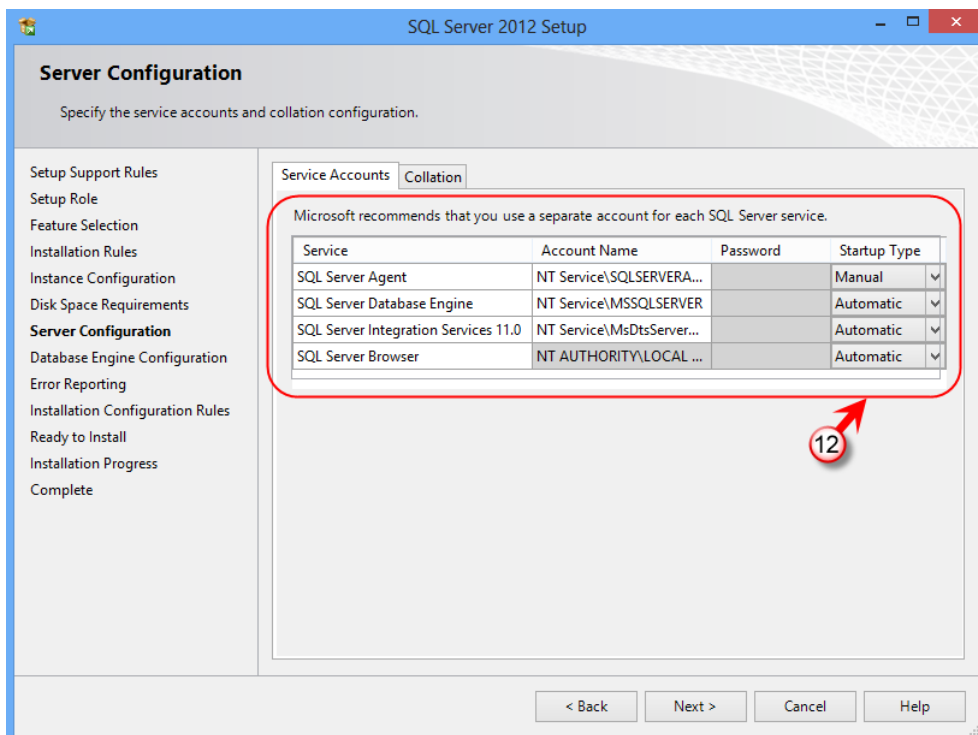 SQL Server 2012 Setup
Server Configuration
Specify the service accounts and collation configuration.
Setup Support Rules
Setup Role
Feature Selection
Installation Rules
Instance Configuration
Disk Space Requirements
Server Configuration
Database Engine Configuration
Error Reporting
Installation Configuration Rules
Ready to Install
Installation Progress
Complete
Service Accounts Collation
Microsoft recommends that you use a separate account for each SQL Server service.
Service Account Name Password Startup Type
SQL Server Agent NT Service\SQLSERVERA... Manual
SQL Server Database Engine NT Service\MSSQLSERVER Automatic
SQL Server Integration Services 11.0 NT Service\MsDtsServer... Automatic
SQL Server Browser NT AUTHORITY\LOCAL ... Automatic
12
< Back Next > Cancel Help